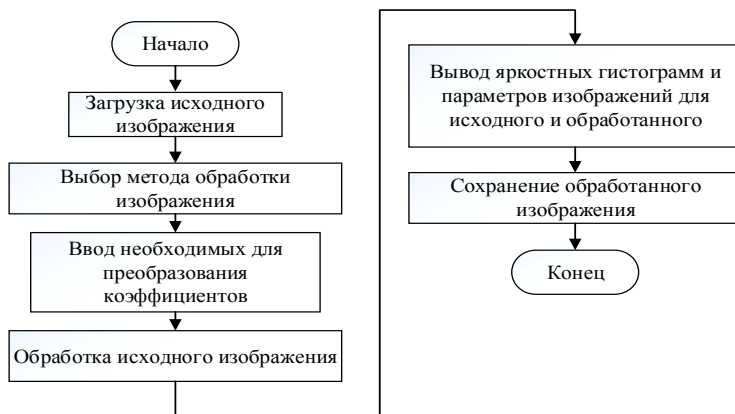 Начало
Загрузка исходного
изображения
Выбор метода обработки
изображения
Ввод необходимых для
преобразования
коэффициентов
Обработка исходного изображения
Вывод яркостных гистограмм и
параметров изображений для
исходного и обработанного
Сохранение обработанного
изображения
Конец